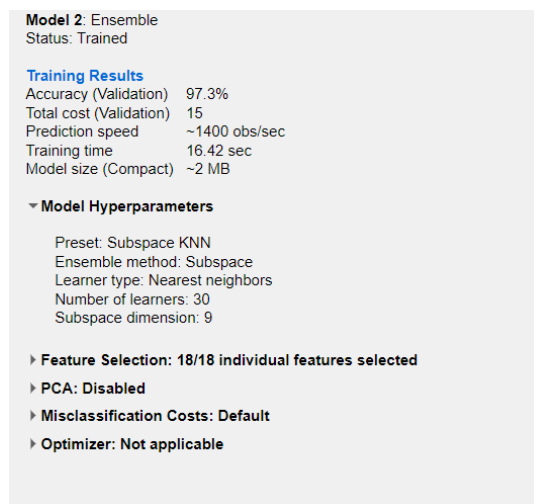 Model 2: Ensemble
Status: Trained
Training Results
Accuracy (Validation) 97.3%
Total cost (Validation) 15
Prediction speed ~1400 obs/sec
Training time 16.42 sec
Model size (Compact) ~2 MB
Model Hyperparameters
Preset: Subspace KNN
Ensemble method: Subspace
Learner type: Nearest neighbors
Number of learners: 30
Subspace dimension: 9
Feature Selection: 18/18 individual features selected
PCA: Disabled
Misclassification Costs: Default
Optimizer: Not applicable